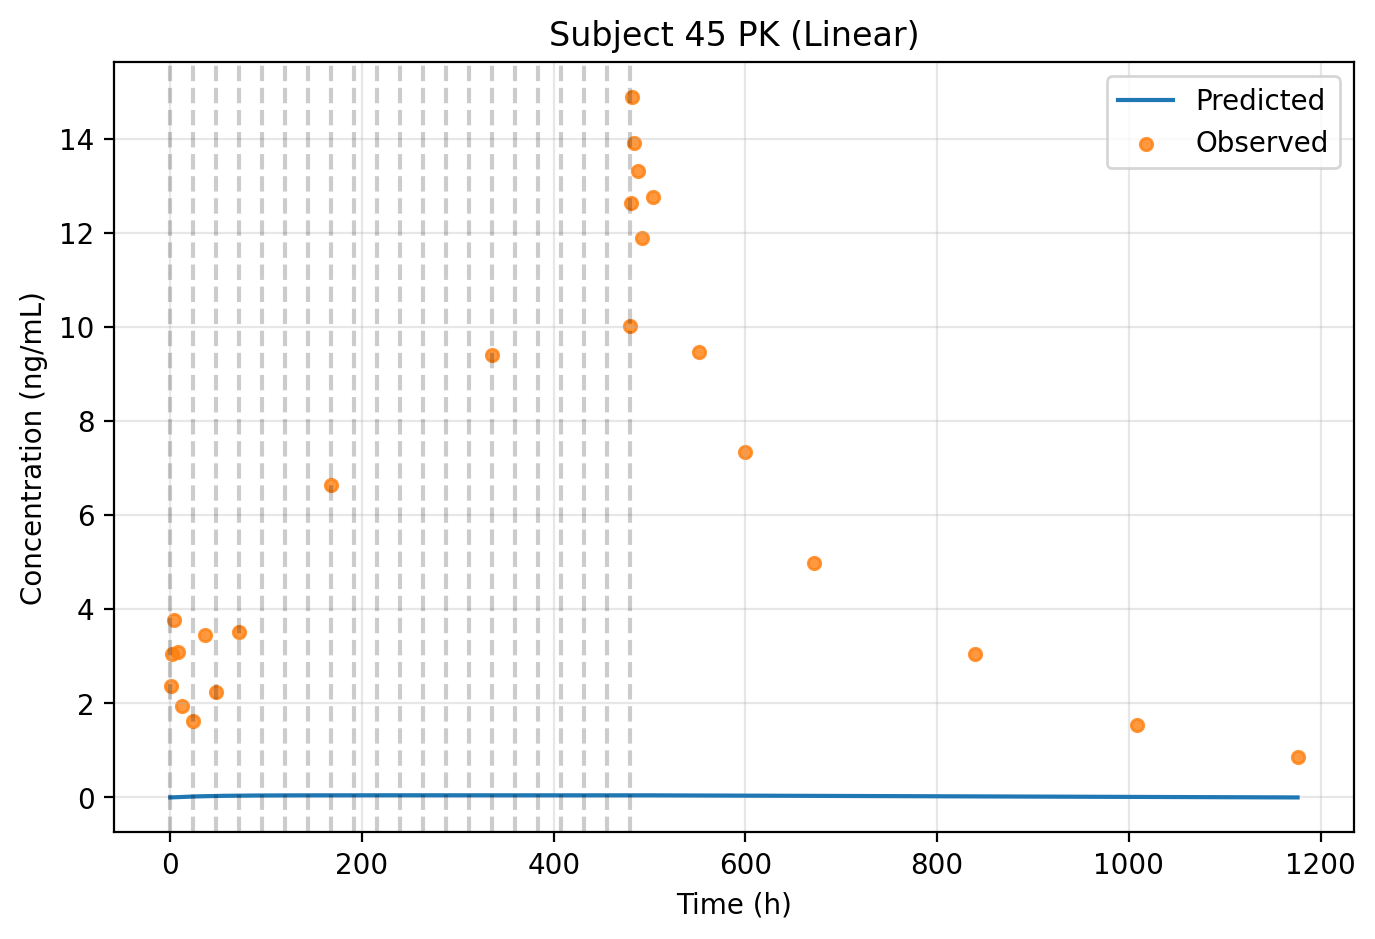 Subject 45 PK (Linear)
Predicted
Observed
Concentration (ng/mL)
14
12
10
8
6
4
2
0
0 200 400 600 800 1000 1200
Time (h)